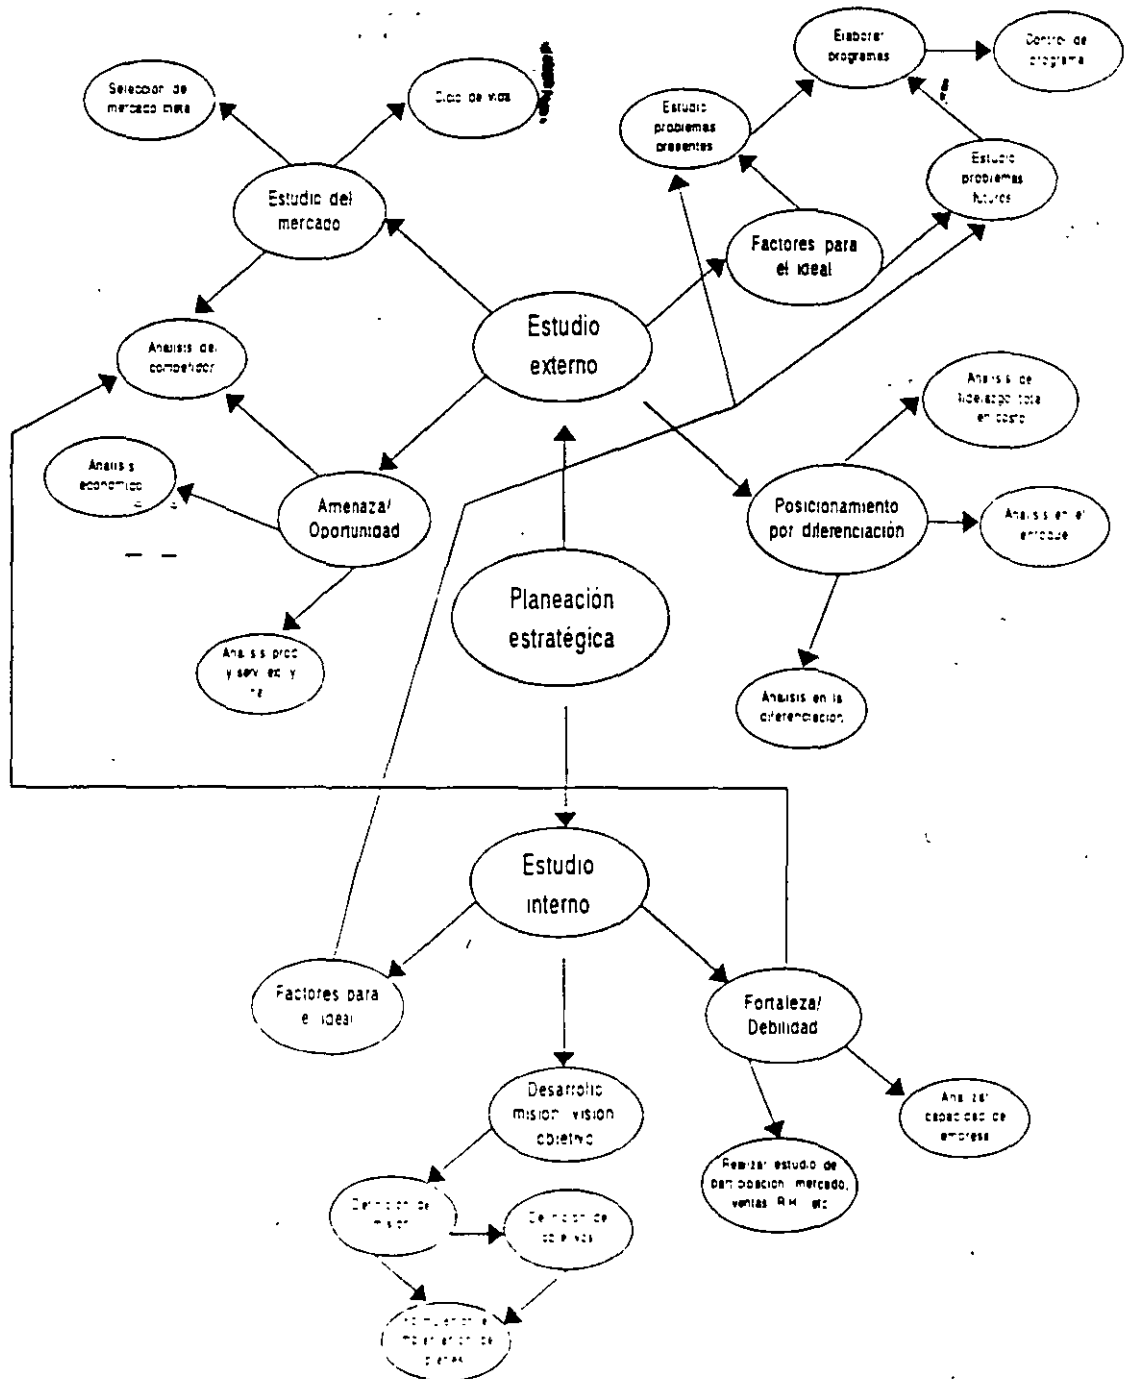 Elaborar
programas
Control de
programa
Selección de
mercado meta
Ciclo de vida
Estudio
problemas
presentes
Estudio
problemas
futuros
Estudio del
mercado
Factores para
el ideal
Estudio
externo
Análisis del
competidor
Análisis de
liderazgo total
en costo
Análisis
económico
Amenaza/
Oportunidad
Posicionamiento
por diferenciación
Análisis en el
enfoque
Planeación
estratégica
Análisis prod
y serv
y
Análisis en la
diferenciación
Estudio
interno
Factores para
el ideal
Fortaleza/
Debilidad
Desarrollo
misión visión
objetivo
Analizar
capacidad de
empresa
Realizar estudio de
participación mercado,
ventas R.H. etc
Definición de
misión
Definición de
objetivos
planes